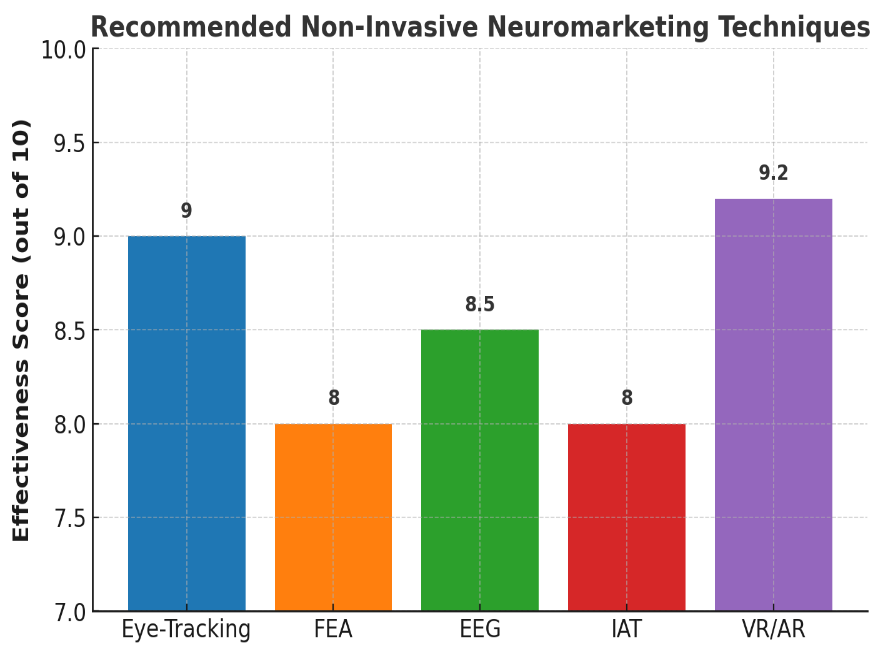 Recommended Non-Invasive Neuromarketing Techniques
Effectiveness Score (out of 10)
10.0
9.5
9.0
8.5
8.0
7.5
7.0
9
8
8.5
8
9.2
Eye-Tracking
FEA
EEG
IAT
VR/AR